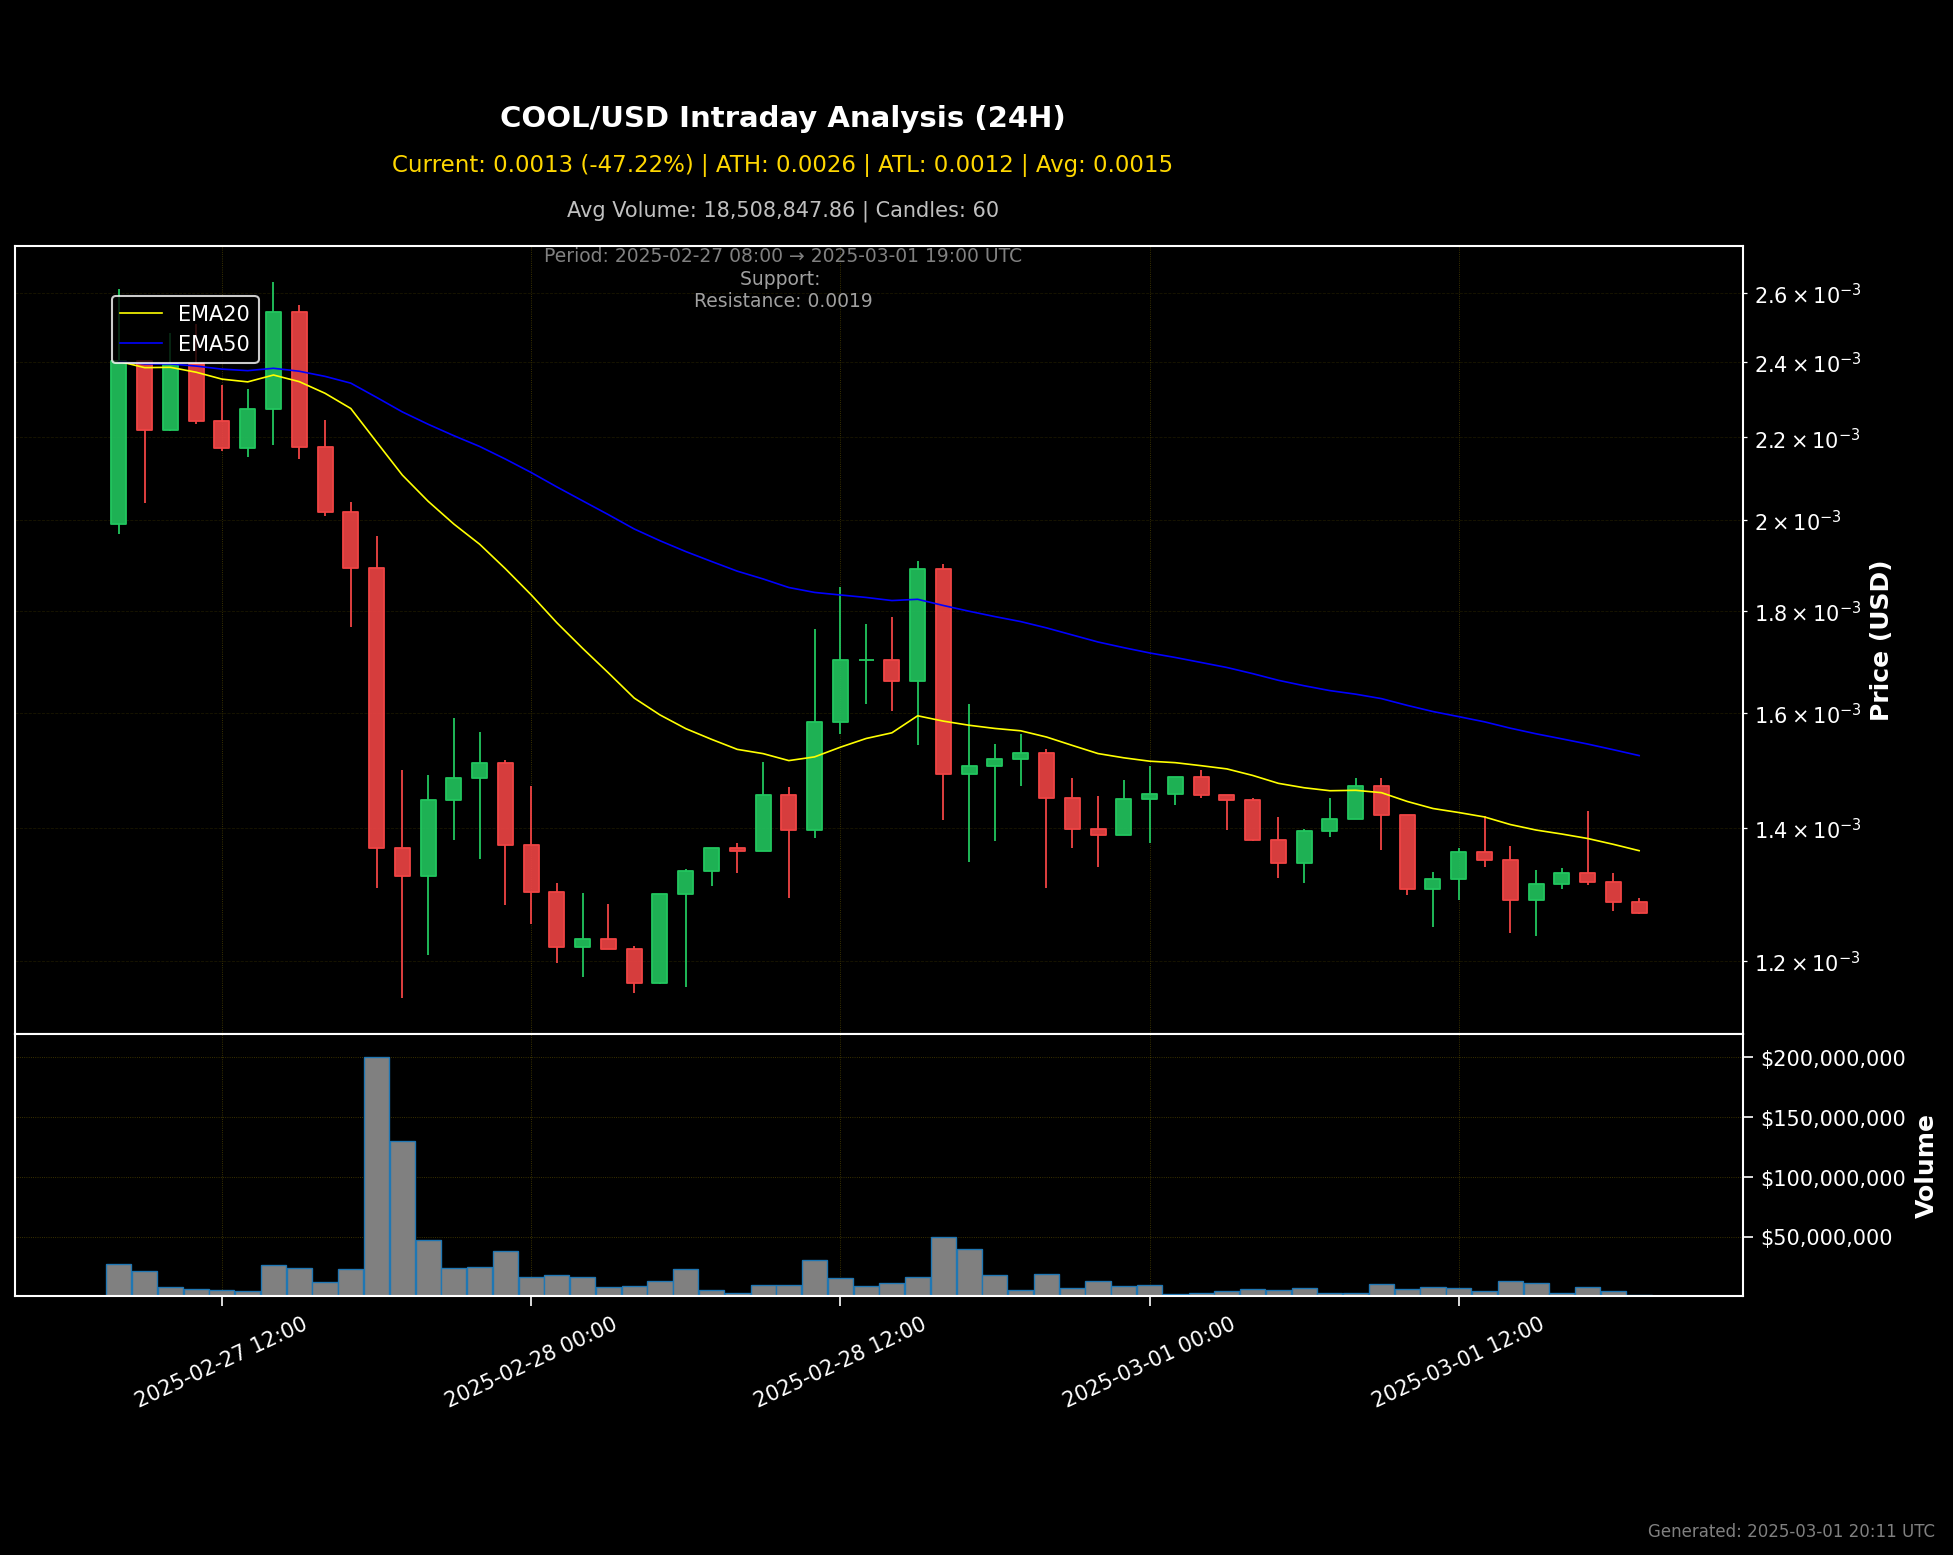 COOL/USD Intraday Analysis (24H)
Current: 0.0013 (-47.22%) | ATH: 0.0026 | ATL: 0.0012 | Avg: 0.0015
Avg Volume: 18,508,847.86 | Candles: 60
Period: 2025-02-27 08:00 → 2025-03-01 19:00 UTC
Support:
Resistance: 0.0019
EMA20
EMA50
2.6 × 10⁻³
2.4 × 10⁻³
2.2 × 10⁻³
2 × 10⁻³
1.8 × 10⁻³
1.6 × 10⁻³
1.4 × 10⁻³
1.2 × 10⁻³
Price (USD)
$200,000,000
$150,000,000
$100,000,000
$50,000,000
Volume
2025-02-27 12:00
2025-02-28 00:00
2025-02-28 12:00
2025-03-01 00:00
2025-03-01 12:00
Generated: 2025-03-01 20:11 UTC